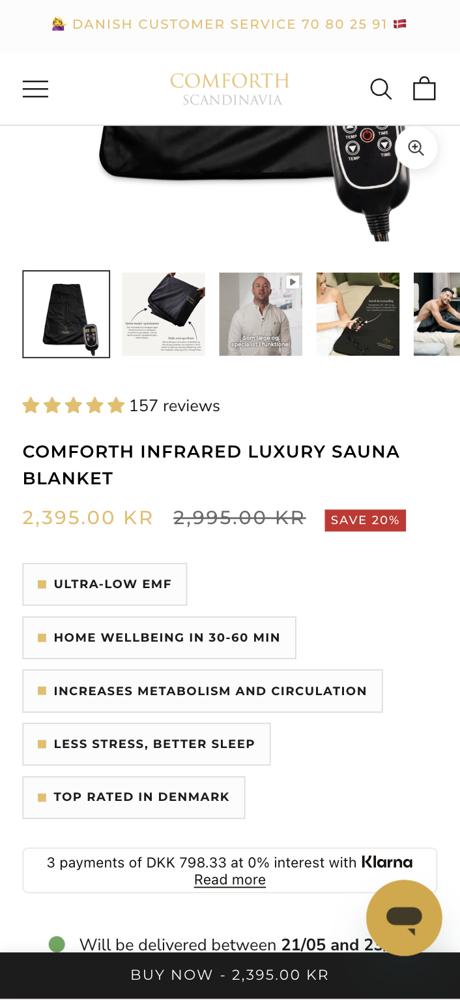 DANISH CUSTOMER SERVICE 70 80 25 91
COMFORTH
SCANDINAVIA
TEMP
TIME
TEMP
TIME
Som læge og
specialist i funktionel
157 reviews
COMFORTH INFRARED LUXURY SAUNA
BLANKET
2,395.00 KR 2,995.00 KR SAVE 20%
ULTRA-LOW EMF
HOME WELLBEING IN 30-60 MIN
INCREASES METABOLISM AND CIRCULATION
LESS STRESS, BETTER SLEEP
TOP RATED IN DENMARK
3 payments of DKK 798.33 at 0% interest with Klarna
Read more
Will be delivered between 21/05 and
BUY NOW - 2,395.00 KR